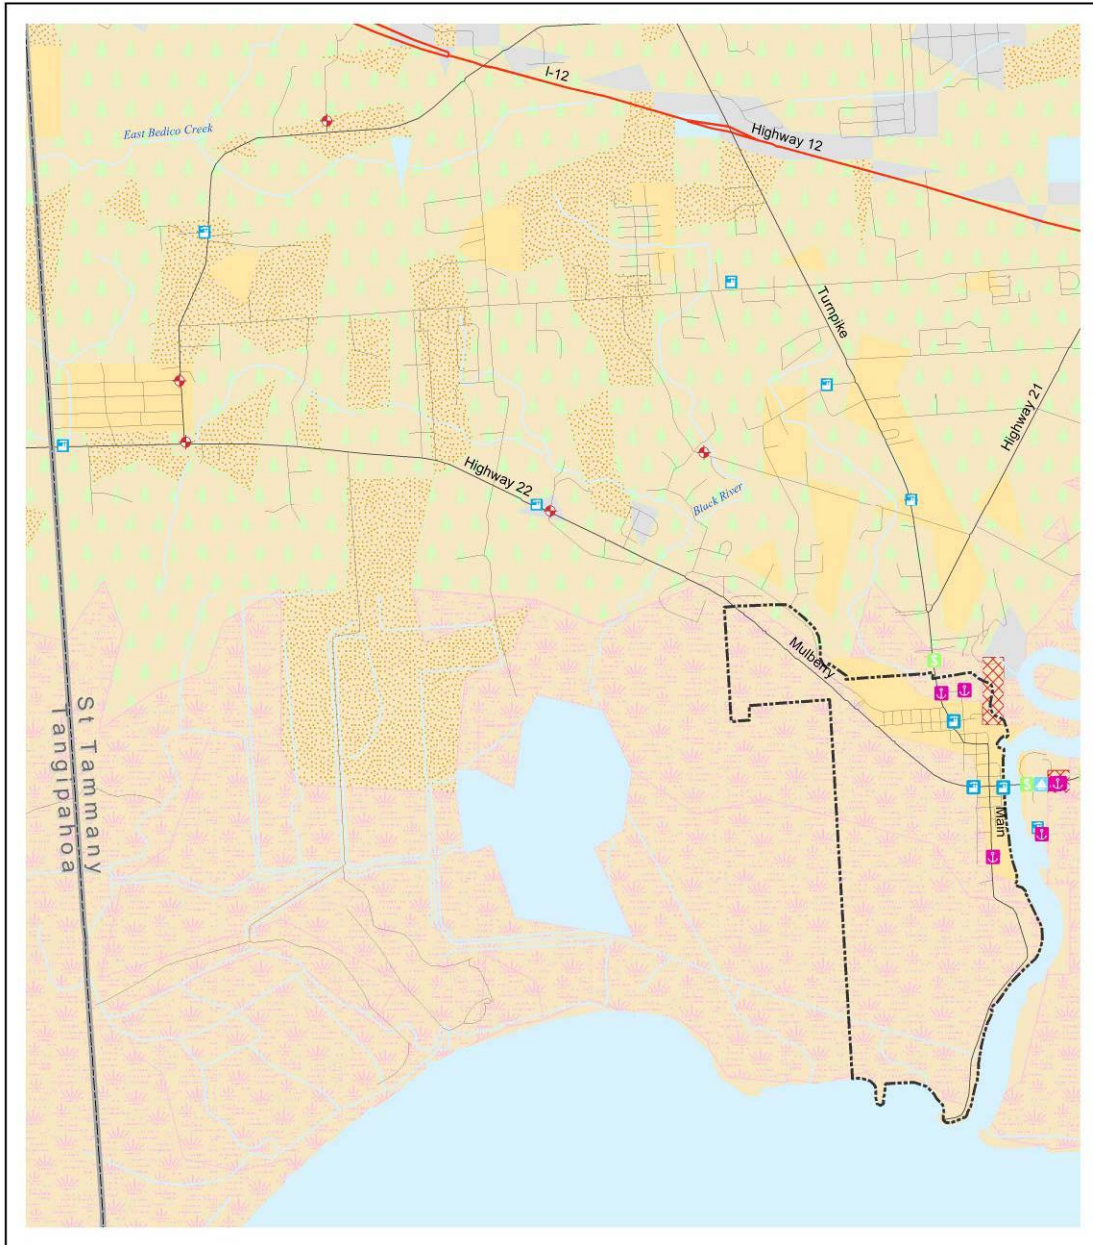 I-12
Highway 12
East Bedico Creek
Turnpike
Highway 21
Highway 22
Black River
Mulberry
St Tammany
Tangipahoa
$
$
Main